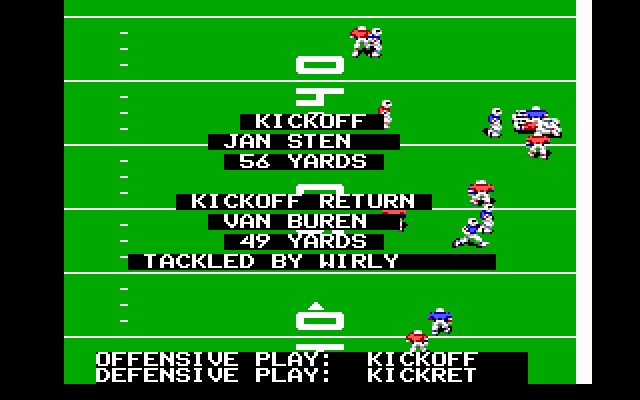 KICKOFF
JAN STEN
56 YARDS
KICKOFF RETURN
VAN BUREN
49 YARDS
TACKLED BY WIRLY
OFFENSIVE PLAY: KICKOFF
DEFENSIVE PLAY: KICKRET